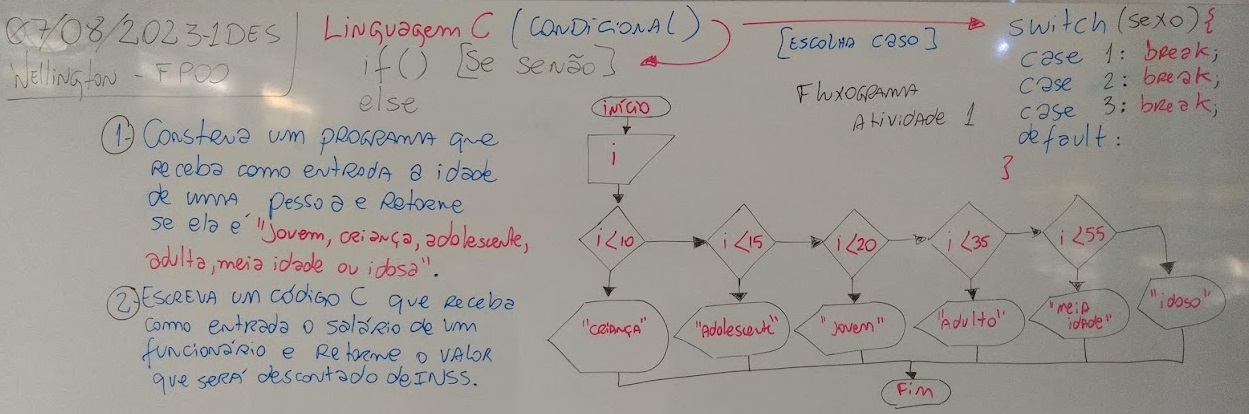 07/08/2023-1DES
Wellington - FPOO
Linguagem C (CONDICIONAL)
if() [Se senão]
else
[ESCOLHA CASO]
switch(sexo){
case 1: break;
case 2: break;
case 3: break;
default:
}
Fluxograma
Atividade 1
1- Construa um programa que
receba como entrada a idade
de uma pessoa e retorne
se ela é "jovem, criança, adolescente,
adulta, meia idade ou idosa".
2- Escreva um código C que receba
como entrada o salário de um
funcionário e retorne o valor
que será descontado de INSS.
INÍCIO
i
i<10
i<15
i<20
i<35
i<55
"criança"
"Adolescente"
"jovem"
"Adulto"
"meia
idade"
"idoso"
Fim